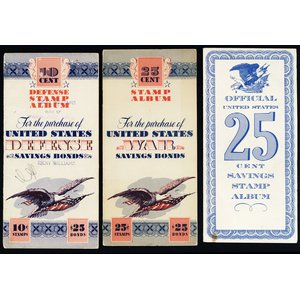 10
CENT
DEFENSE
STAMP
ALBUM
For the purchase of
UNITED STATES
DEFENSE
SAVINGS BONDS
10¢
STAMPS
$25
BONDS
25
CENT
STAMP
ALBUM
For the purchase of
UNITED STATES
WAR
SAVINGS BONDS
25¢
STAMPS
$25
BONDS
OFFICIAL
UNITED STATES
25
CENT
SAVINGS
STAMP
ALBUM